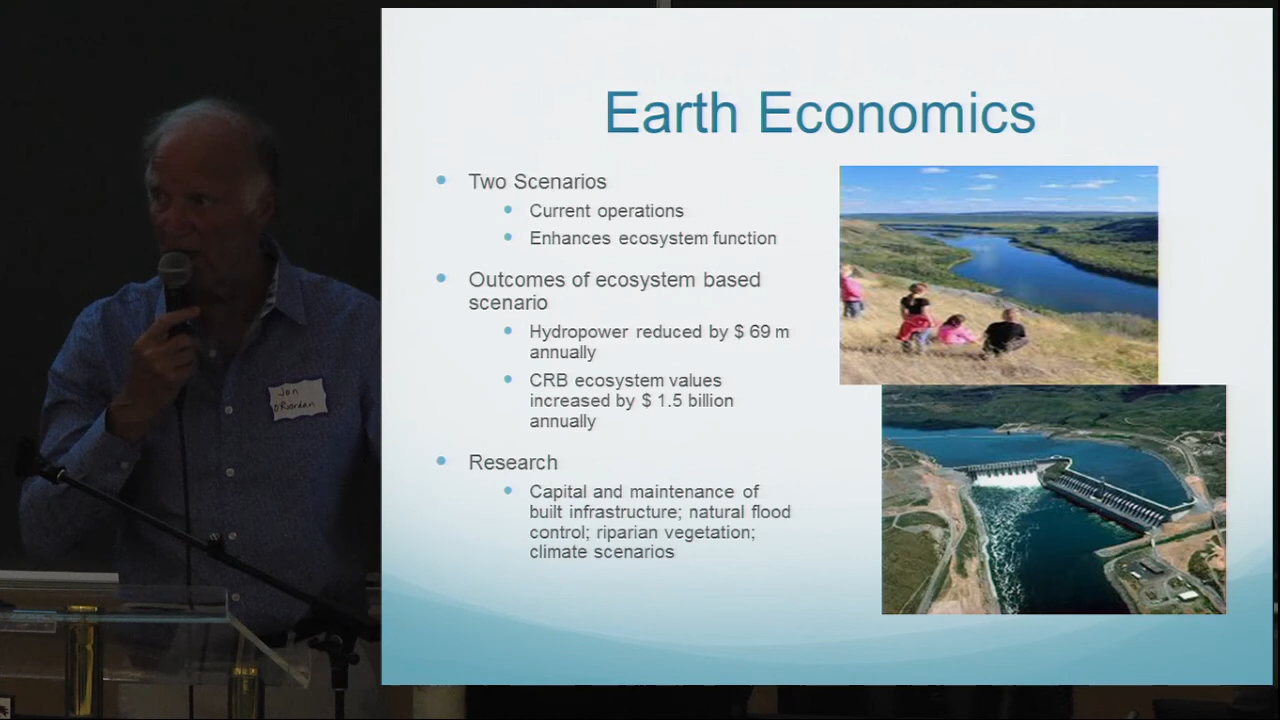 Earth Economics
Two Scenarios
Current operations
Enhances ecosystem function
Outcomes of ecosystem based
scenario
Hydropower reduced by $ 69 m
annually
CRB ecosystem values
increased by $ 1.5 billion
annually
Research
Capital and maintenance of
built infrastructure; natural flood
control; riparian vegetation;
climate scenarios
Jon
O'Riordan